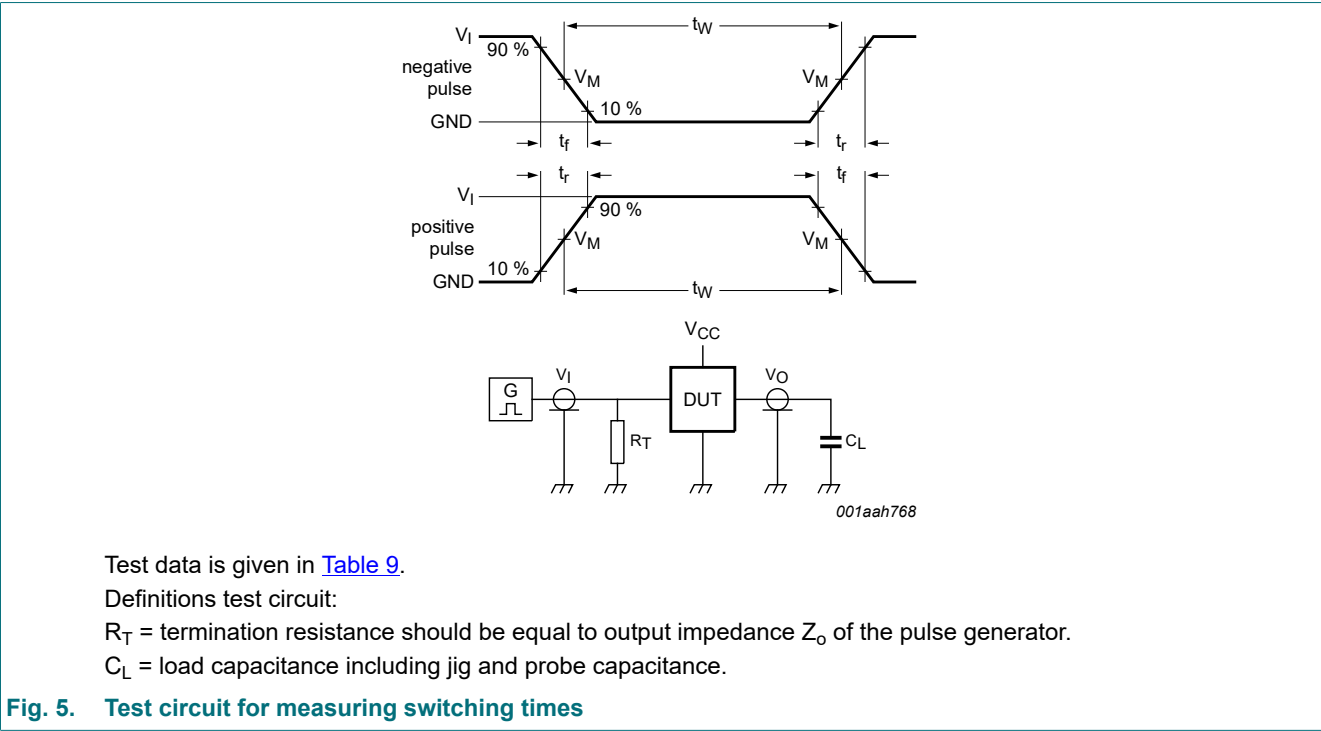 tW
VI
90 %
negative
pulse
VM
VM
10 %
GND
tf
tr
tr
tf
VI
90 %
positive
pulse
VM
VM
10 %
GND
tW
VCC
VI
VO
G
DUT
RT
CL
001aah768
Test data is given in Table 9.
Definitions test circuit:
RT = termination resistance should be equal to output impedance Zo of the pulse generator.
CL = load capacitance including jig and probe capacitance.
Fig. 5. Test circuit for measuring switching times